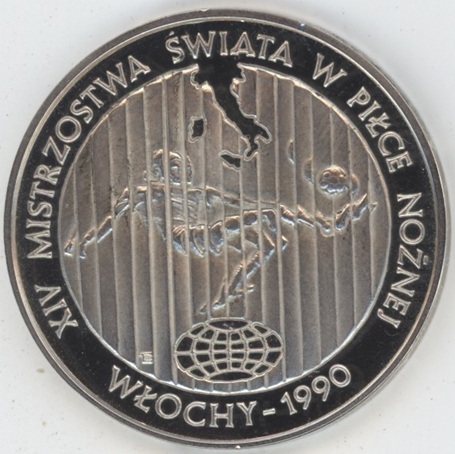 XIV MISTRZOSTWA ŚWIATA W PIŁCE NOŻNEJ
WŁOCHY-1990